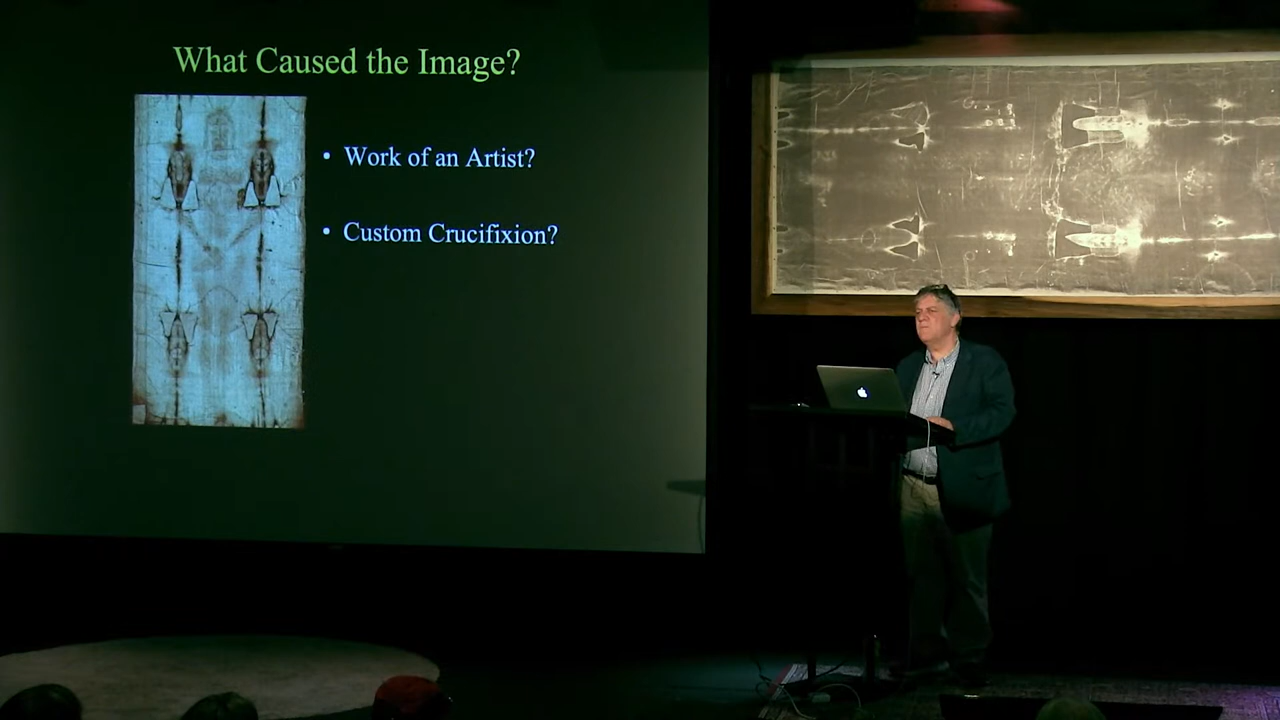 What Caused the Image?
• Work of an Artist?
• Custom Crucifixion?